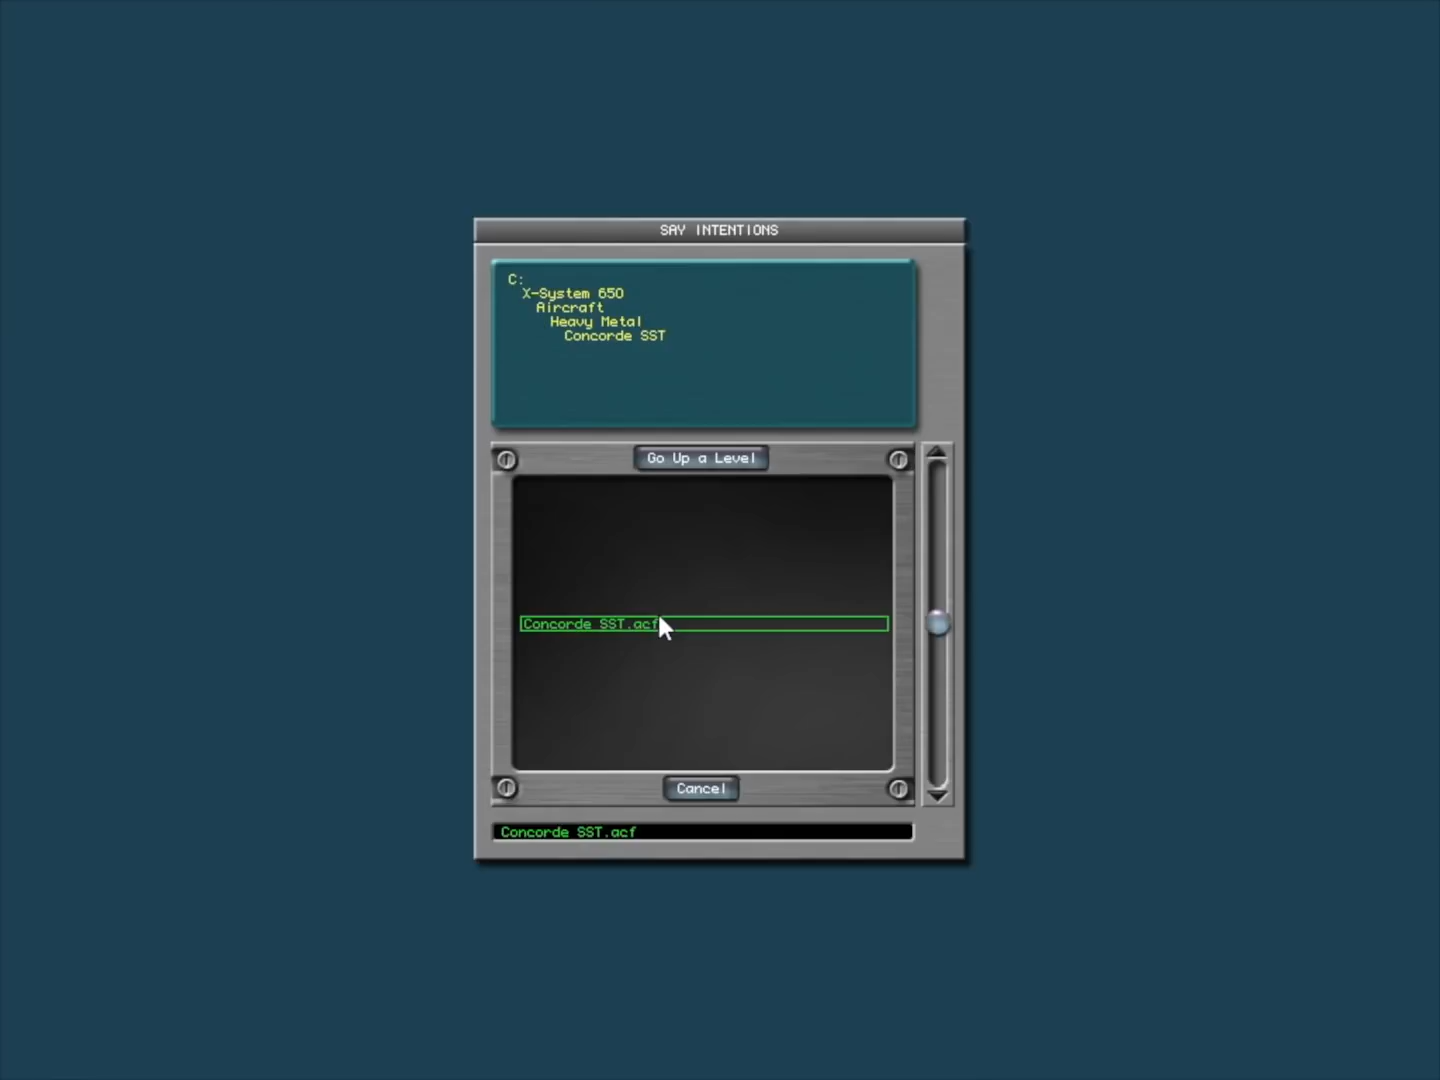 SAY INTENTIONS
C:
X-System 650
Aircraft
Heavy Metal
Concorde SST
Go Up a Level
Concorde SST.acf
Cancel
Concorde SST.acf